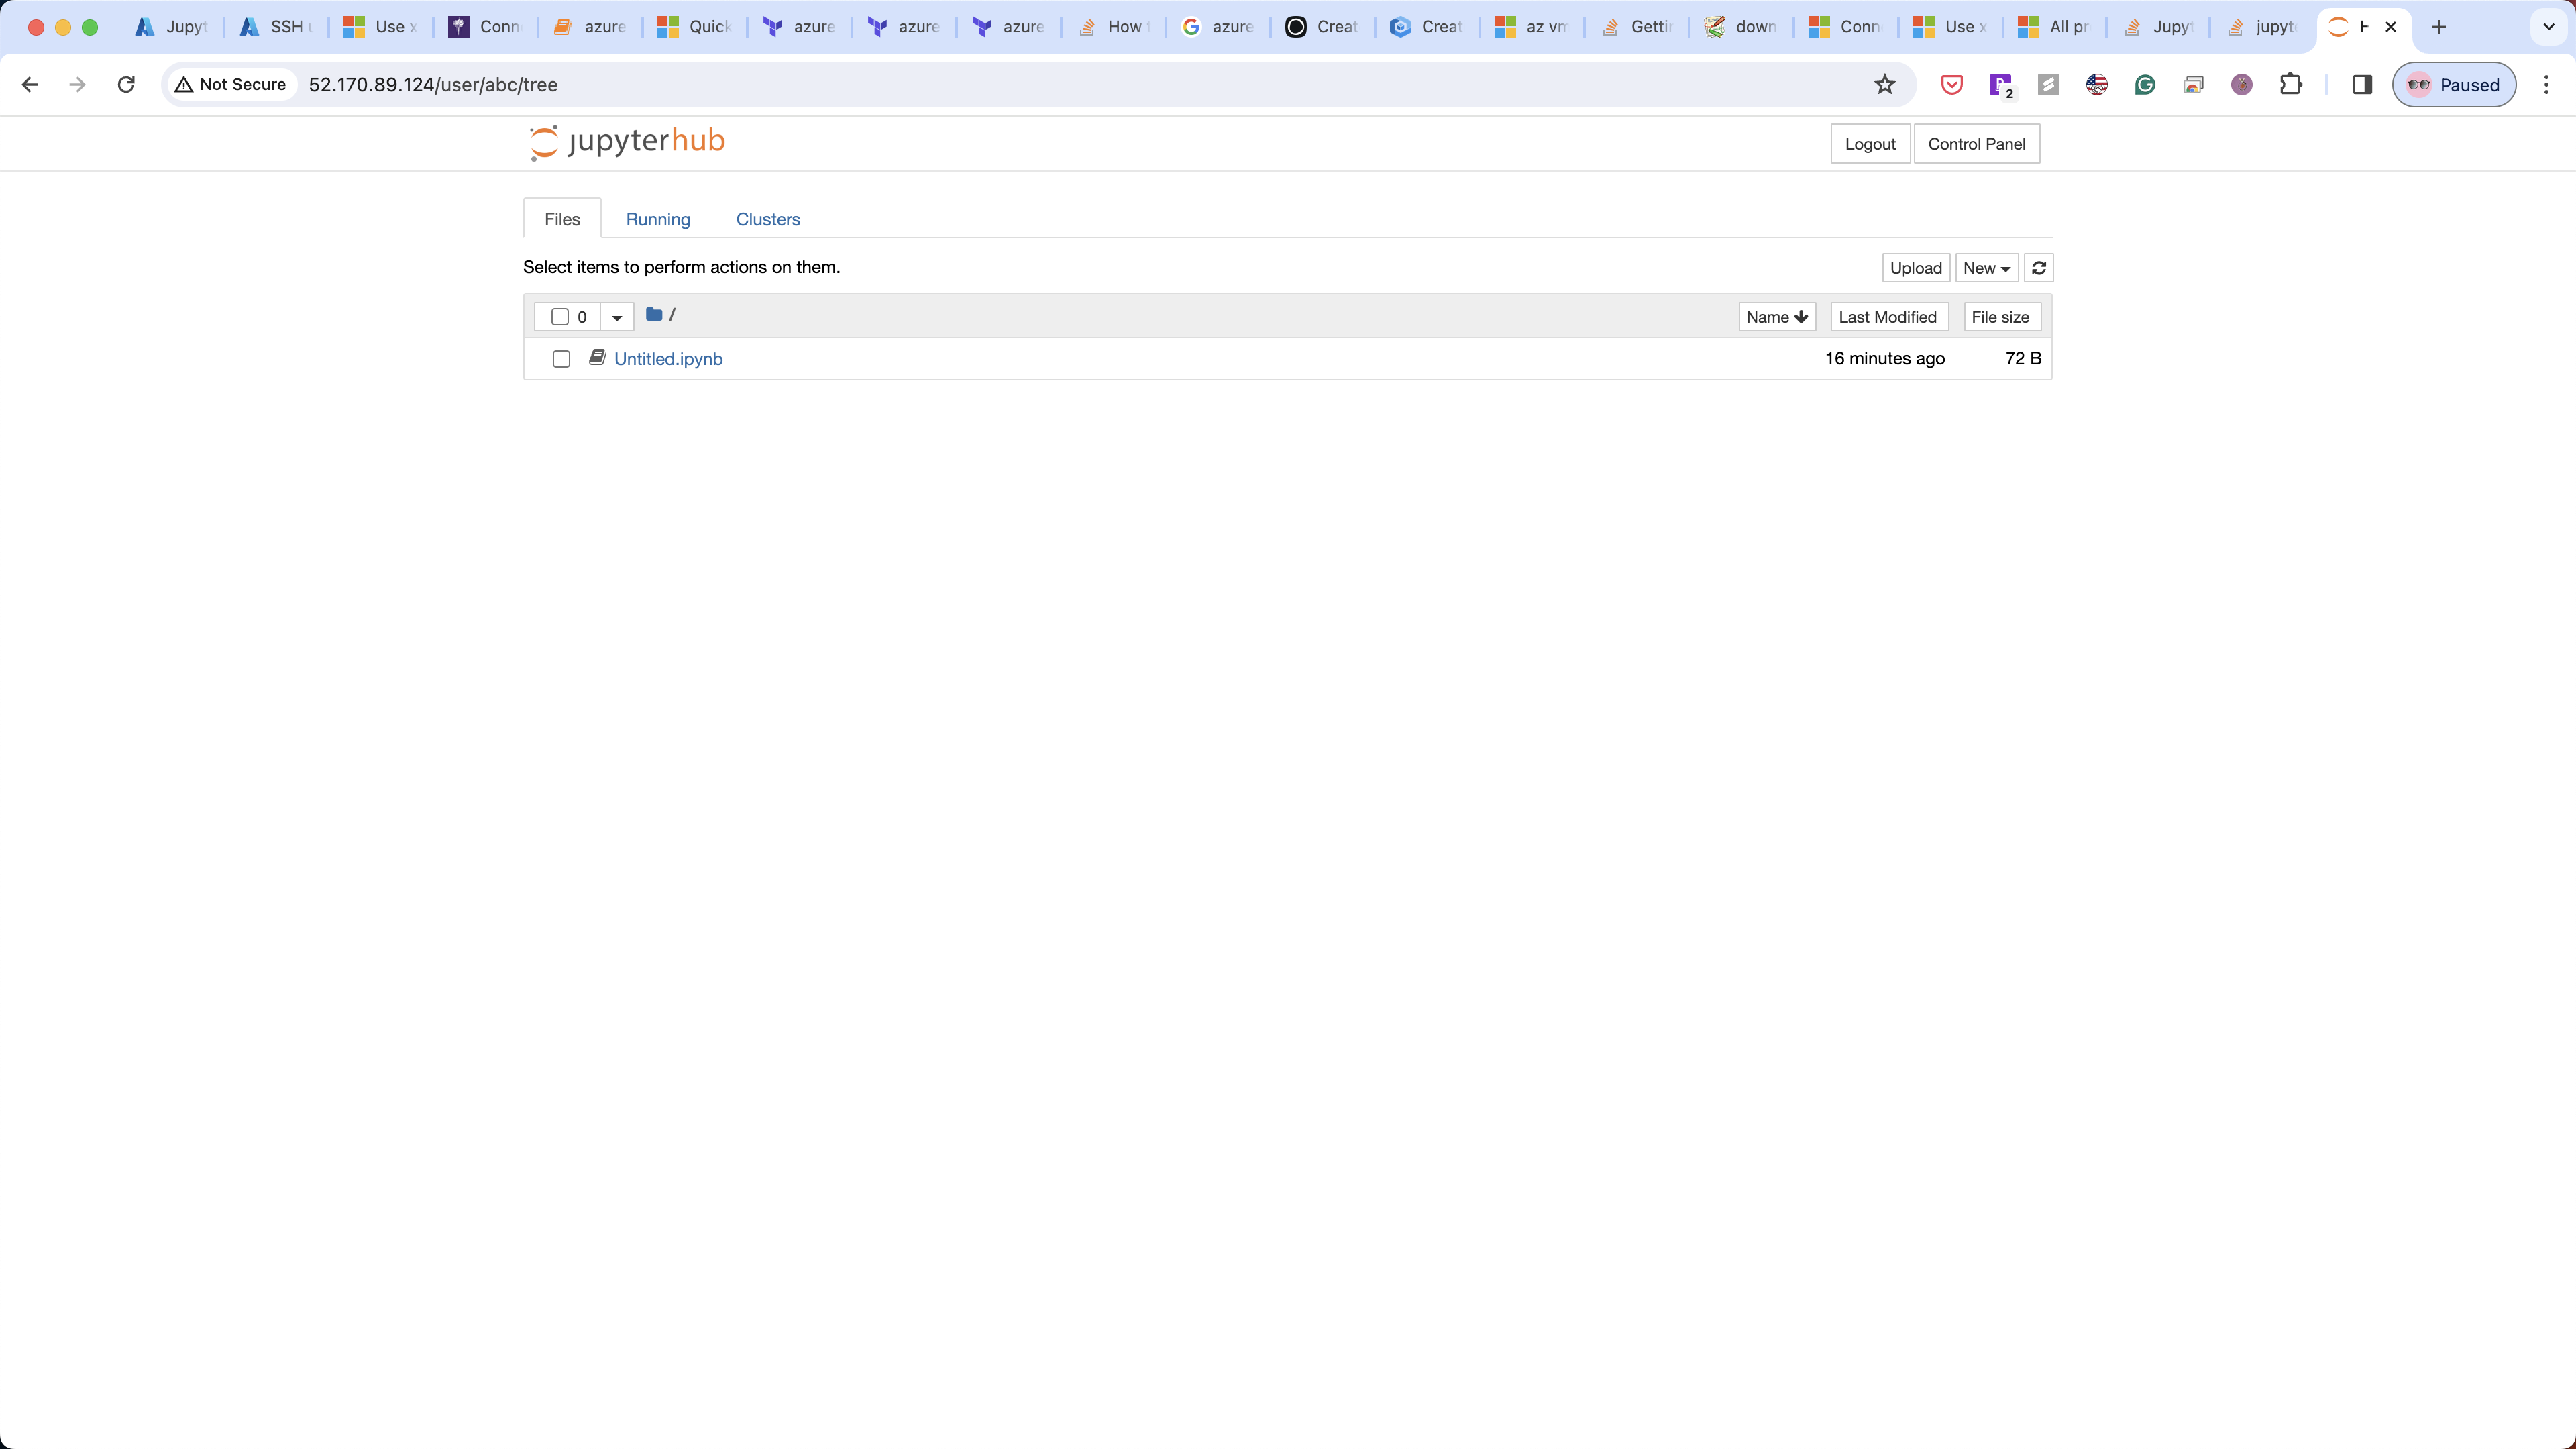 Jupyt SSH u Use x Conn azure Quick azure azure azure How t azure Creat Creat az vm Gettin down Conn Use x All pr Jupyt jupyt H
Not Secure 52.170.89.124/user/abc/tree 2 Paused
jupyterhub Logout Control Panel
Files Running Clusters
Select items to perform actions on them. Upload New
0 / Name Last Modified File size
Untitled.ipynb 16 minutes ago 72 B